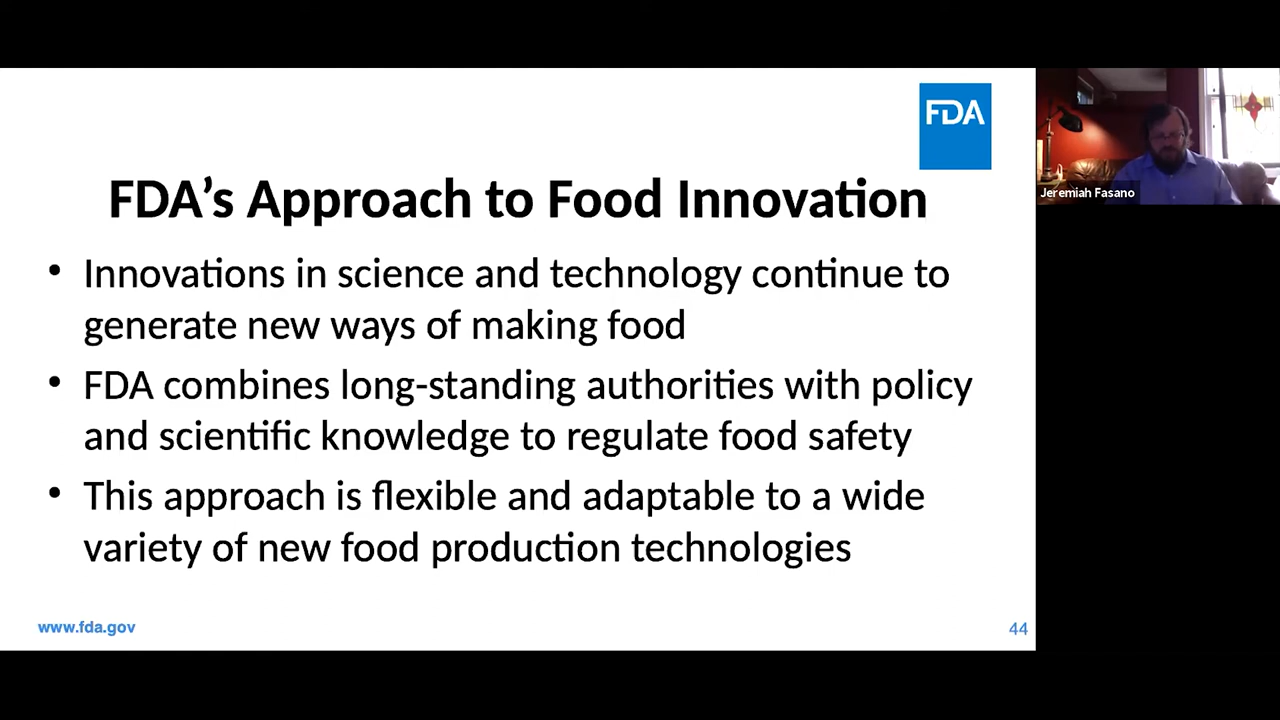 FDA
FDA’s Approach to Food Innovation
• Innovations in science and technology continue to
generate new ways of making food
• FDA combines long-standing authorities with policy
and scientific knowledge to regulate food safety
• This approach is flexible and adaptable to a wide
variety of new food production technologies
www.fda.gov
44
Jeremiah Fasano